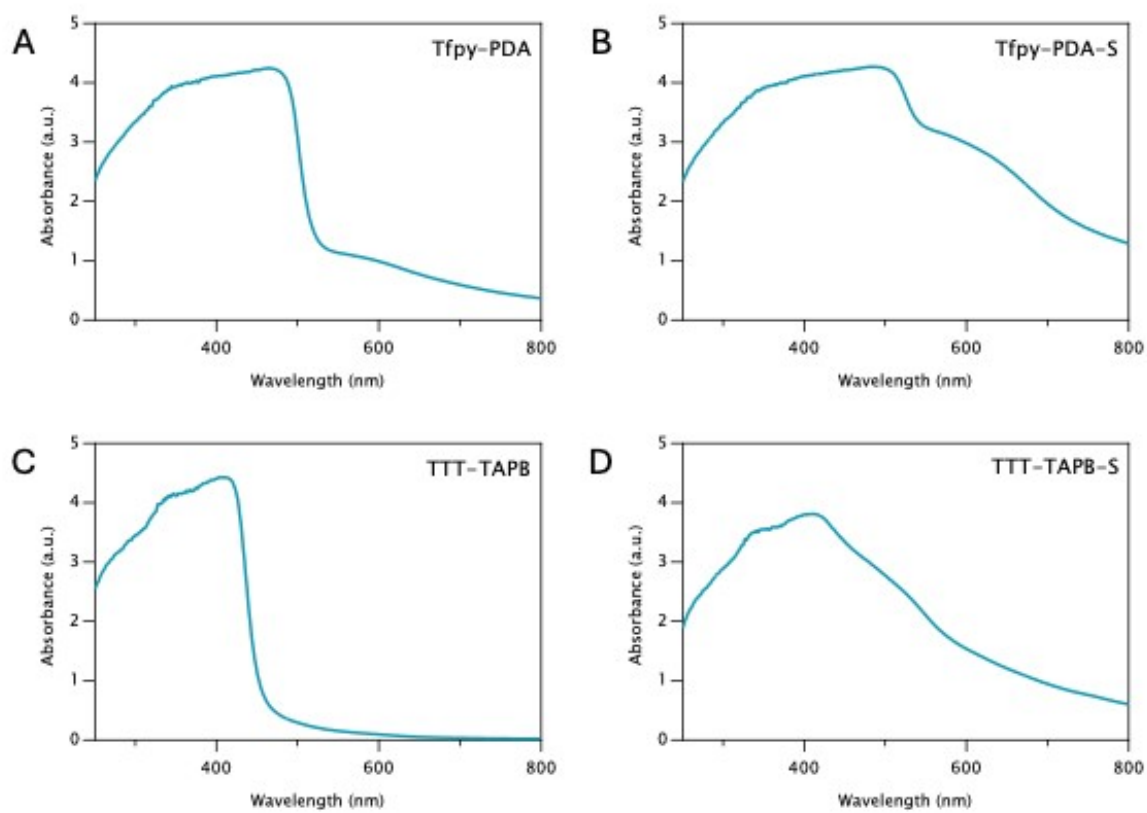 A
Tfpy-PDA
5
4
3
2
1
0
Absorbance (a.u.)
400
600
800
Wavelength (nm)
B
Tfpy-PDA-S
5
4
3
2
1
0
Absorbance (a.u.)
400
600
800
Wavelength (nm)
C
TTT-TAPB
5
4
3
2
1
0
Absorbance (a.u.)
400
600
800
Wavelength (nm)
D
TTT-TAPB-S
5
4
3
2
1
0
Absorbance (a.u.)
400
600
800
Wavelength (nm)